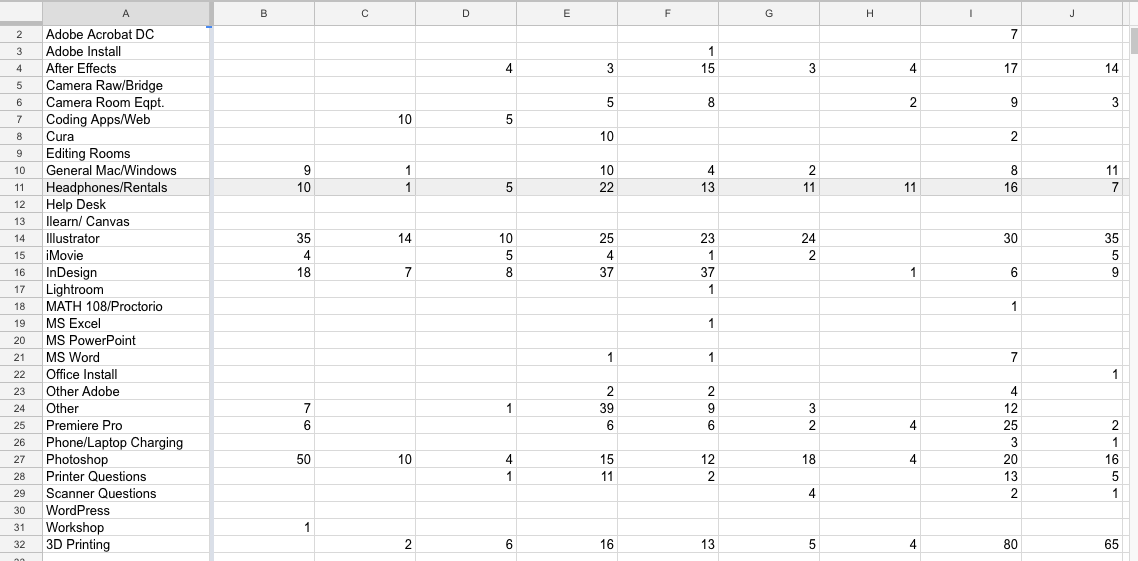 A B C D E F G H I J
2 Adobe Acrobat DC 7
3 Adobe Install 1
4 After Effects 4 3 15 3 4 17 14
5 Camera Raw/Bridge
6 Camera Room Eqpt. 5 8 2 9 3
7 Coding Apps/Web 10 5
8 Cura 10 2
9 Editing Rooms
10 General Mac/Windows 9 1 10 4 2 8 11
11 Headphones/Rentals 10 1 5 22 13 11 11 16 7
12 Help Desk
13 Ilearn/ Canvas
14 Illustrator 35 14 10 25 23 24 30 35
15 iMovie 4 5 4 1 2 5
16 InDesign 18 7 8 37 37 1 6 9
17 Lightroom 1
18 MATH 108/Proctorio 1
19 MS Excel 1
20 MS PowerPoint
21 MS Word 1 1 7
22 Office Install 1
23 Other Adobe 2 2 4
24 Other 7 1 39 9 3 12
25 Premiere Pro 6 6 6 2 4 25 2
26 Phone/Laptop Charging 3 1
27 Photoshop 50 10 4 15 12 18 4 20 16
28 Printer Questions 1 11 2 13 5
29 Scanner Questions 4 2 1
30 WordPress
31 Workshop 1
32 3D Printing 2 6 16 13 5 4 80 65